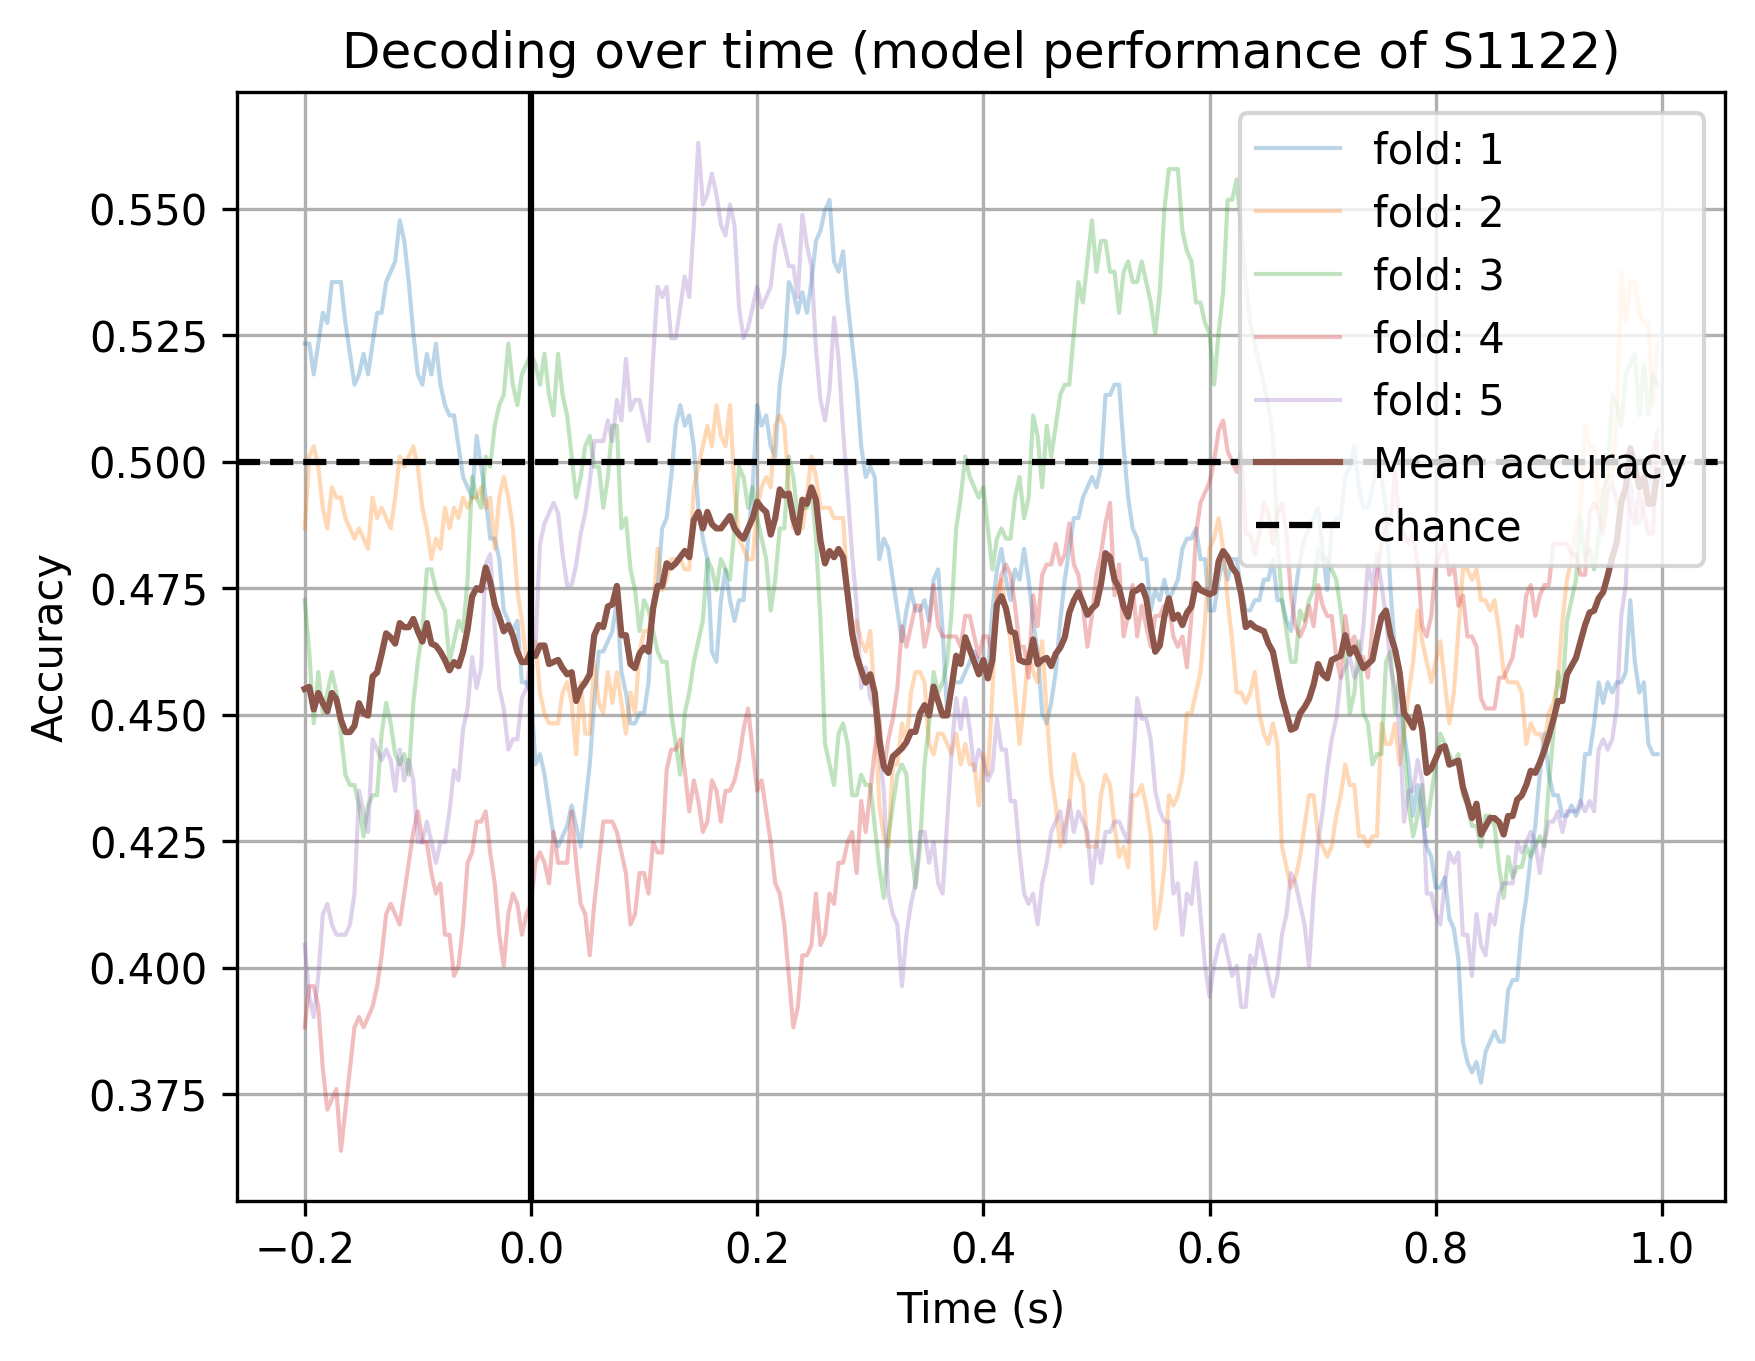 Decoding over time (model performance of S1122)
Accuracy
0.550
0.525
0.500
0.475
0.450
0.425
0.400
0.375
fold: 1
fold: 2
fold: 3
fold: 4
fold: 5
Mean accuracy
chance
−0.2 0.0 0.2 0.4 0.6 0.8 1.0
Time (s)